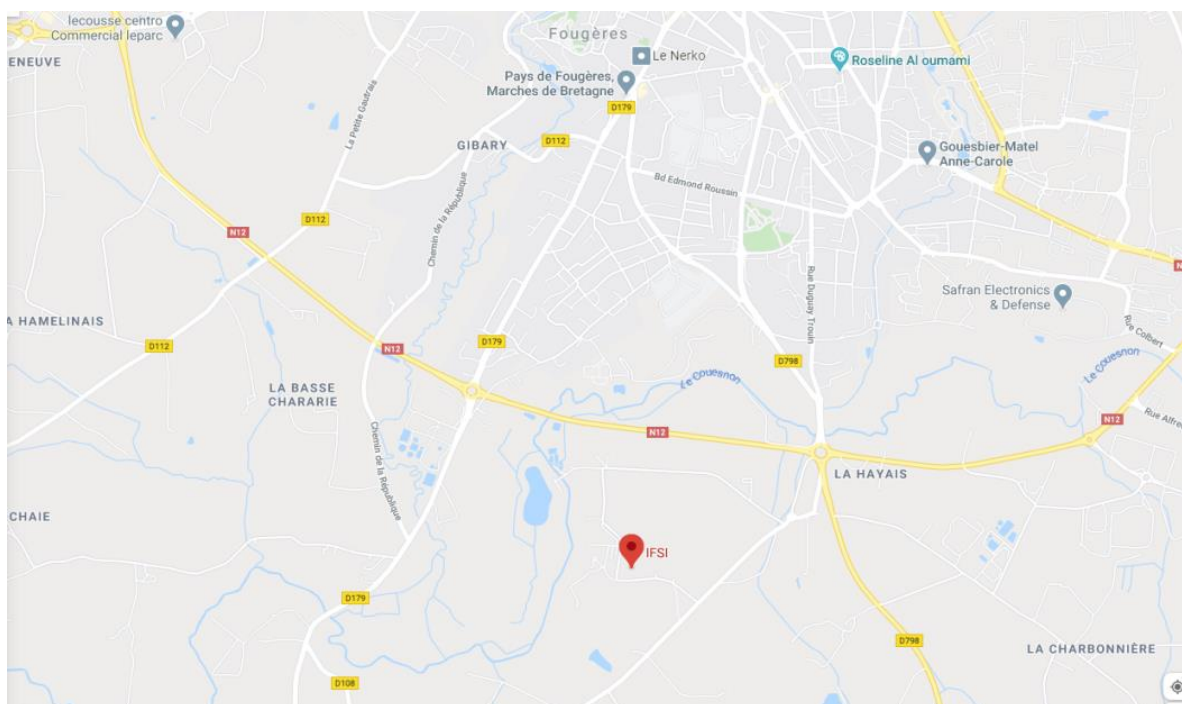 lecousse centro
Commercial leparc
ENEUVE
Fougères
Le Nerko
Roseline Al oumami
Pays de Fougères,
Marches de Bretagne
D179
La Petite Gautrais
GIBARY
D112
Gouesbier-Matel
Anne-Carole
Bd Edmond Roussin
Chemin de la République
D112
N12
N
Rue Duguay Trouin
Safran Electronics
& Defense
A HAMELINAIS
Rue Colbert
D112
N12
D179
D798
Le Couesnon
Le Couesnon
LA BASSE
CHARARIE
Chemin de la République
N12
N12
Rue Alfre
LA HAYAIS
CHAIE
IFSI
D179
D798
LA CHARBONNIÈRE
D108